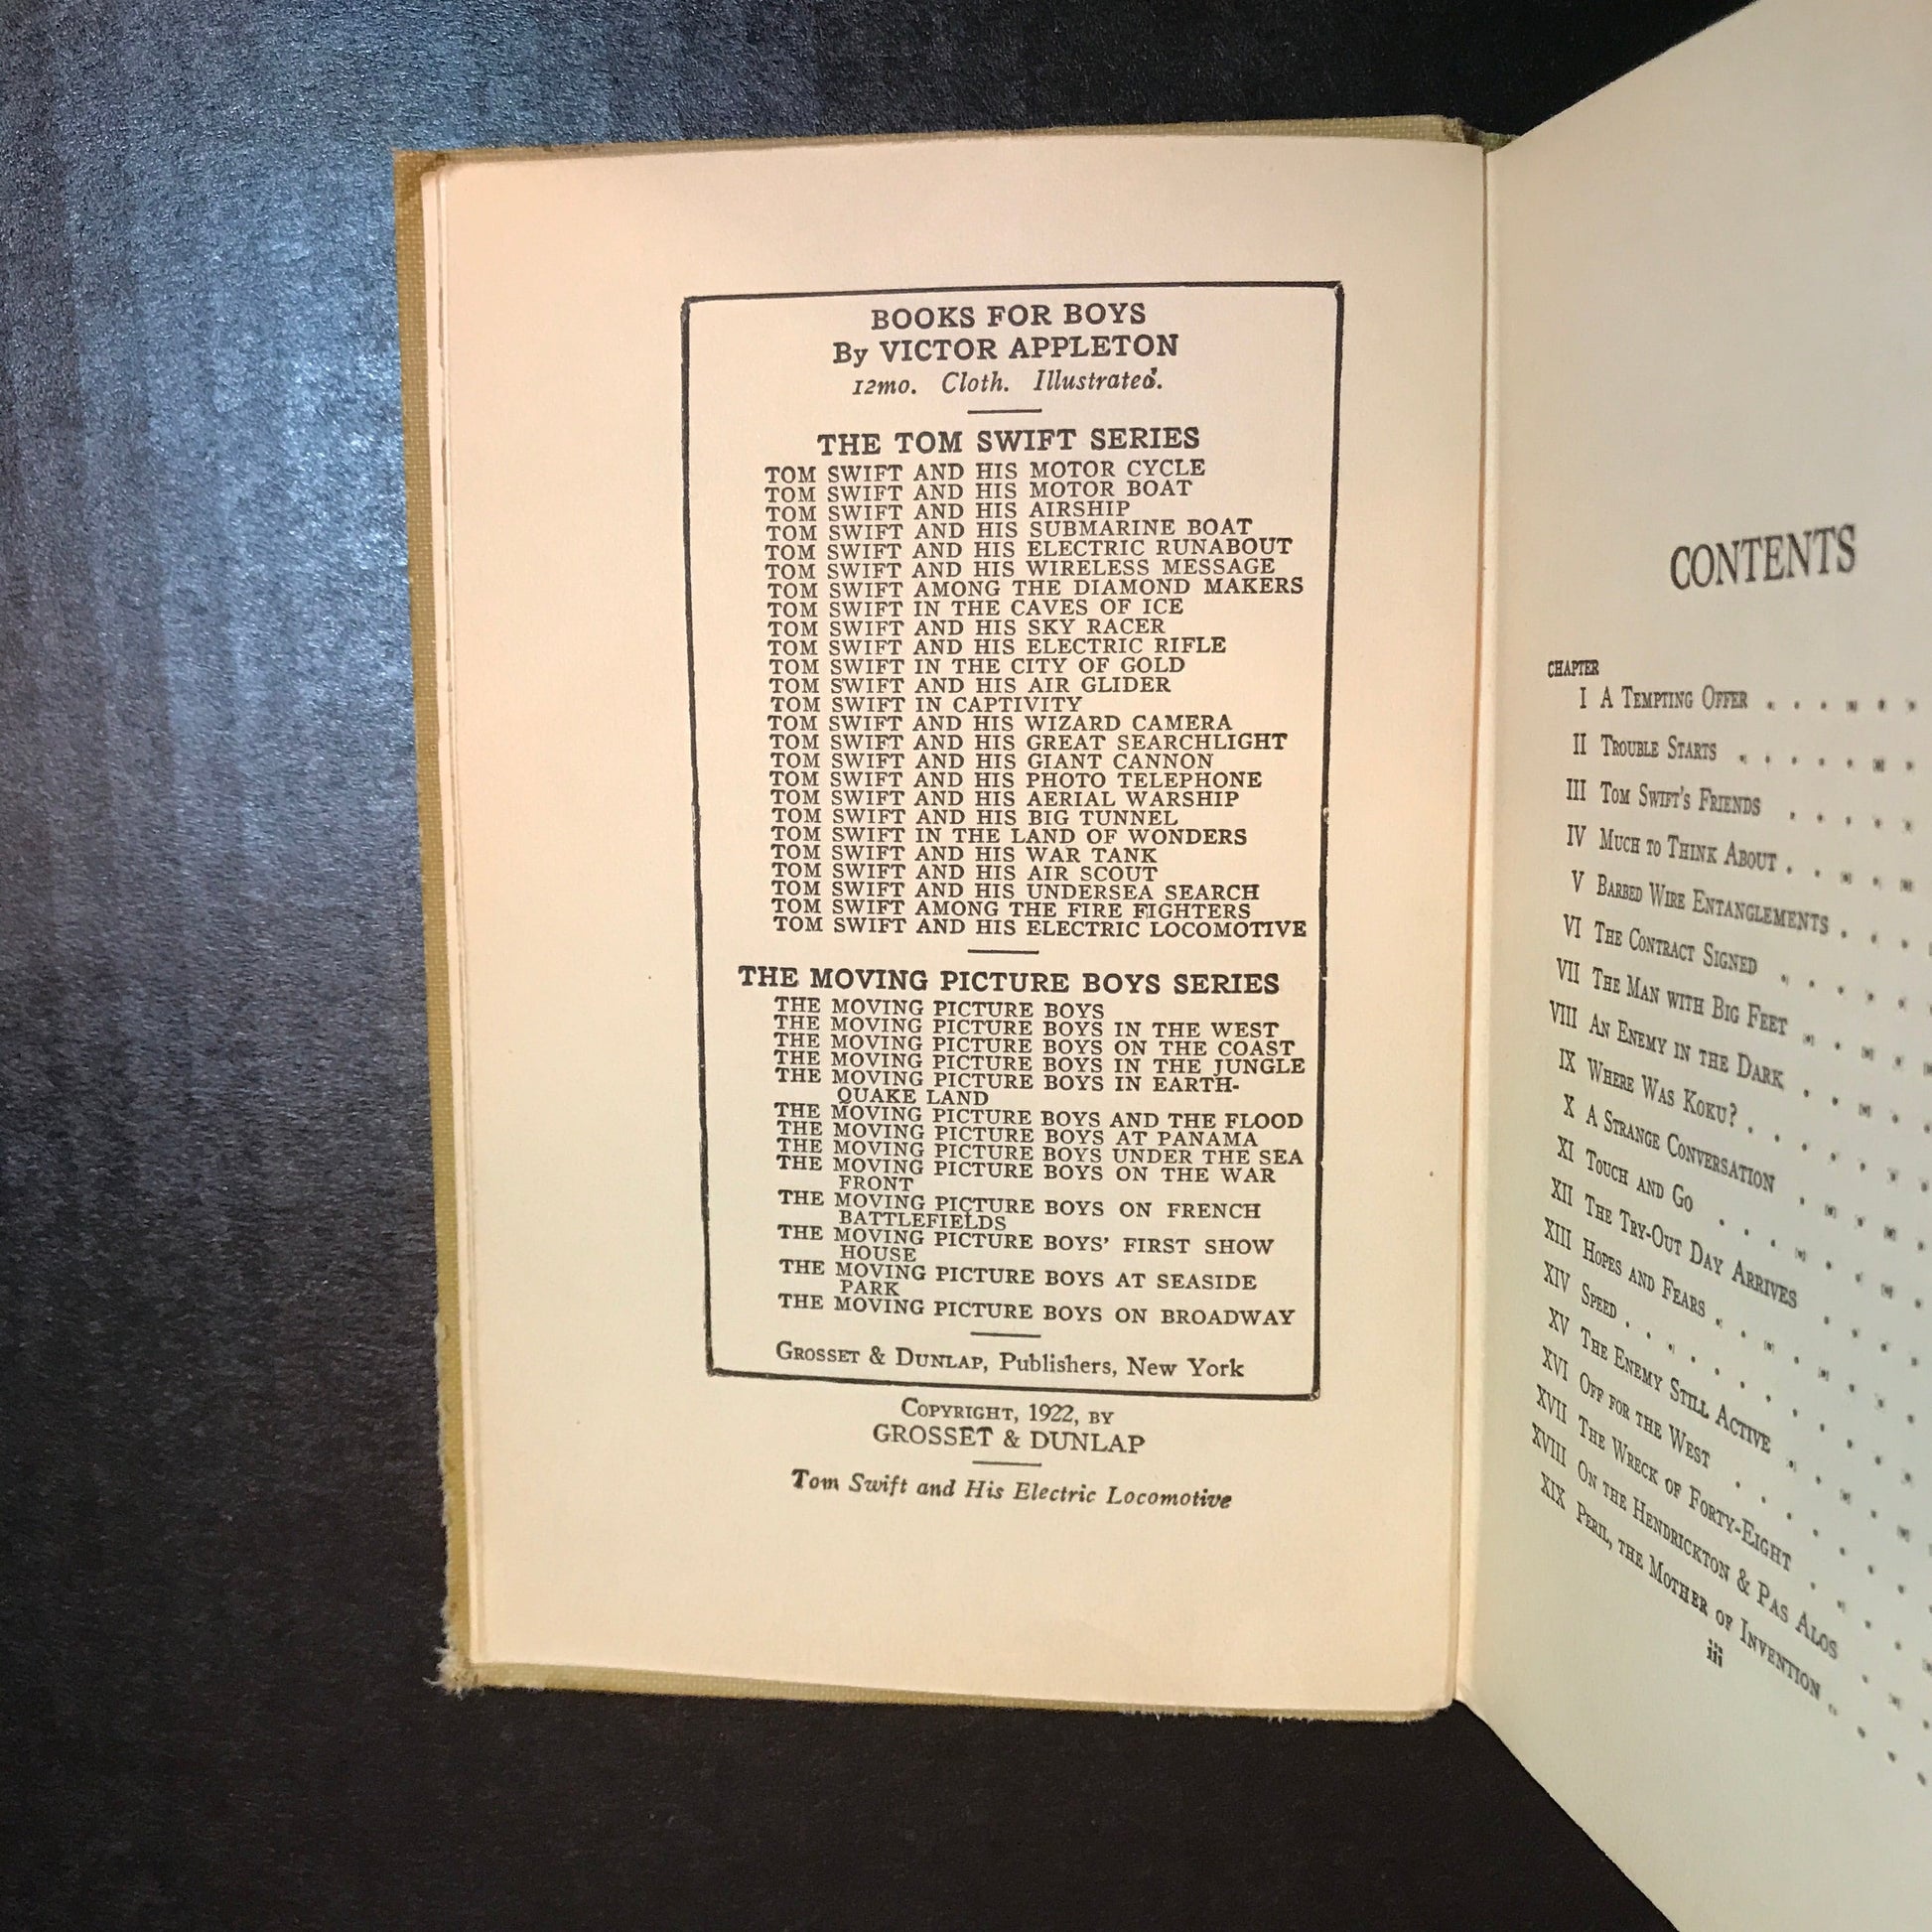 BOOKS FOR BOYS
By VICTOR APPLETON
12mo. Cloth. Illustrated.
THE TOM SWIFT SERIES
TOM SWIFT AND HIS MOTOR CYCLE
TOM SWIFT AND HIS MOTOR BOAT
TOM SWIFT AND HIS AIRSHIP
TOM SWIFT AND HIS SUBMARINE BOAT
TOM SWIFT AND HIS ELECTRIC RUNABOUT
TOM SWIFT AND HIS WIRELESS MESSAGE
TOM SWIFT AMONG THE DIAMOND MAKERS
TOM SWIFT IN THE CAVES OF ICE
TOM SWIFT AND HIS SKY RACER
TOM SWIFT AND HIS ELECTRIC RIFLE
TOM SWIFT IN THE CITY OF GOLD
TOM SWIFT AND HIS AIR GLIDER
TOM SWIFT IN CAPTIVITY
TOM SWIFT AND HIS WIZARD CAMERA
TOM SWIFT AND HIS GREAT SEARCHLIGHT
TOM SWIFT AND HIS GIANT CANNON
TOM SWIFT AND HIS PHOTO TELEPHONE
TOM SWIFT AND HIS AERIAL WARSHIP
TOM SWIFT AND HIS BIG TUNNEL
TOM SWIFT IN THE LAND OF WONDERS
TOM SWIFT AND HIS WAR TANK
TOM SWIFT AND HIS AIR SCOUT
TOM SWIFT AND HIS UNDERSEA SEARCH
TOM SWIFT AMONG THE FIRE FIGHTERS
TOM SWIFT AND HIS ELECTRIC LOCOMOTIVE
THE MOVING PICTURE BOYS SERIES
THE MOVING PICTURE BOYS
THE MOVING PICTURE BOYS IN THE WEST
THE MOVING PICTURE BOYS ON THE COAST
THE MOVING PICTURE BOYS IN THE JUNGLE
THE MOVING PICTURE BOYS IN EARTH-
QUAKE LAND
THE MOVING PICTURE BOYS AND THE FLOOD
THE MOVING PICTURE BOYS AT PANAMA
THE MOVING PICTURE BOYS UNDER THE SEA
THE MOVING PICTURE BOYS ON THE WAR
FRONT
THE MOVING PICTURE BOYS ON FRENCH
BATTLEFIELDS
THE MOVING PICTURE BOYS' FIRST SHOW
HOUSE
THE MOVING PICTURE BOYS AT SEASIDE
PARK
THE MOVING PICTURE BOYS ON BROADWAY
GROSSET & DUNLAP, Publishers, New York
COPYRIGHT, 1922, BY
GROSSET & DUNLAP
Tom Swift and His Electric Locomotive
CONTENTS
CHAPTER
I A TEMPTING OFFER
II TROUBLE STARTS
III TOM SWIFT'S FRIENDS
IV MUCH TO THINK ABOUT
V BARBED WIRE ENTANGLEMENTS
VI THE CONTRACT SIGNED
VII THE MAN WITH BIG FEET
VIII AN ENEMY IN THE DARK
IX WHERE WAS KOKU?
X A STRANGE CONVERSATION
XI TOUCH AND GO
XII THE TRY-OUT DAY ARRIVES
XIII HOPES AND FEARS
XIV SPEED
XV THE ENEMY STILL ACTIVE
XVI OFF FOR THE WEST
XVII THE WRECK OF FORTY-EIGHT
XVIII ON THE HENDRICKTON & PAS ALOS
XIX PERIL, THE MOTHER OF INVENTION
iii